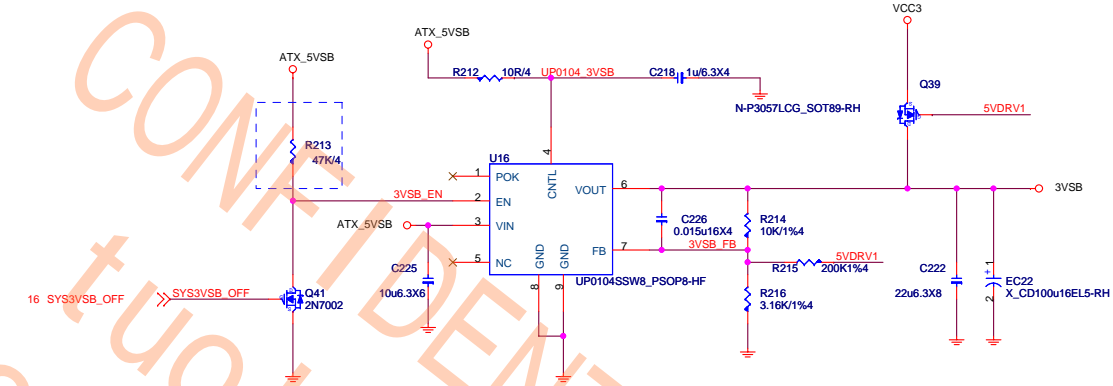 VCC3
ATX_5VSB
ATX_5VSB
R212 10R/4 UP0104_3VSB C218 1u/6.3X4
Q39
N-P3057LCG_SOT89-RH
5VDRV1
R213
47K/4
U16
4
1 POK
CNTL
VOUT 6
3VSB
3VSB_EN 2 EN
ATX_5VSB 3 VIN
C226
0.015u16X4
R214
10K/1%4
FB 7 3VSB_FB
5 NC
GND
GND
8
9
UP0104SSW8_PSOP8-HF
R215 200K1%4 5VDRV1
C225
10u6.3X6
R216
3.16K/1%4
C222
22u6.3X8
+ 1
EC22
2 X_CD100u16EL5-RH
16 SYS3VSB_OFF SYS3VSB_OFF
Q41
2N7002
CONFIDENT
tuo